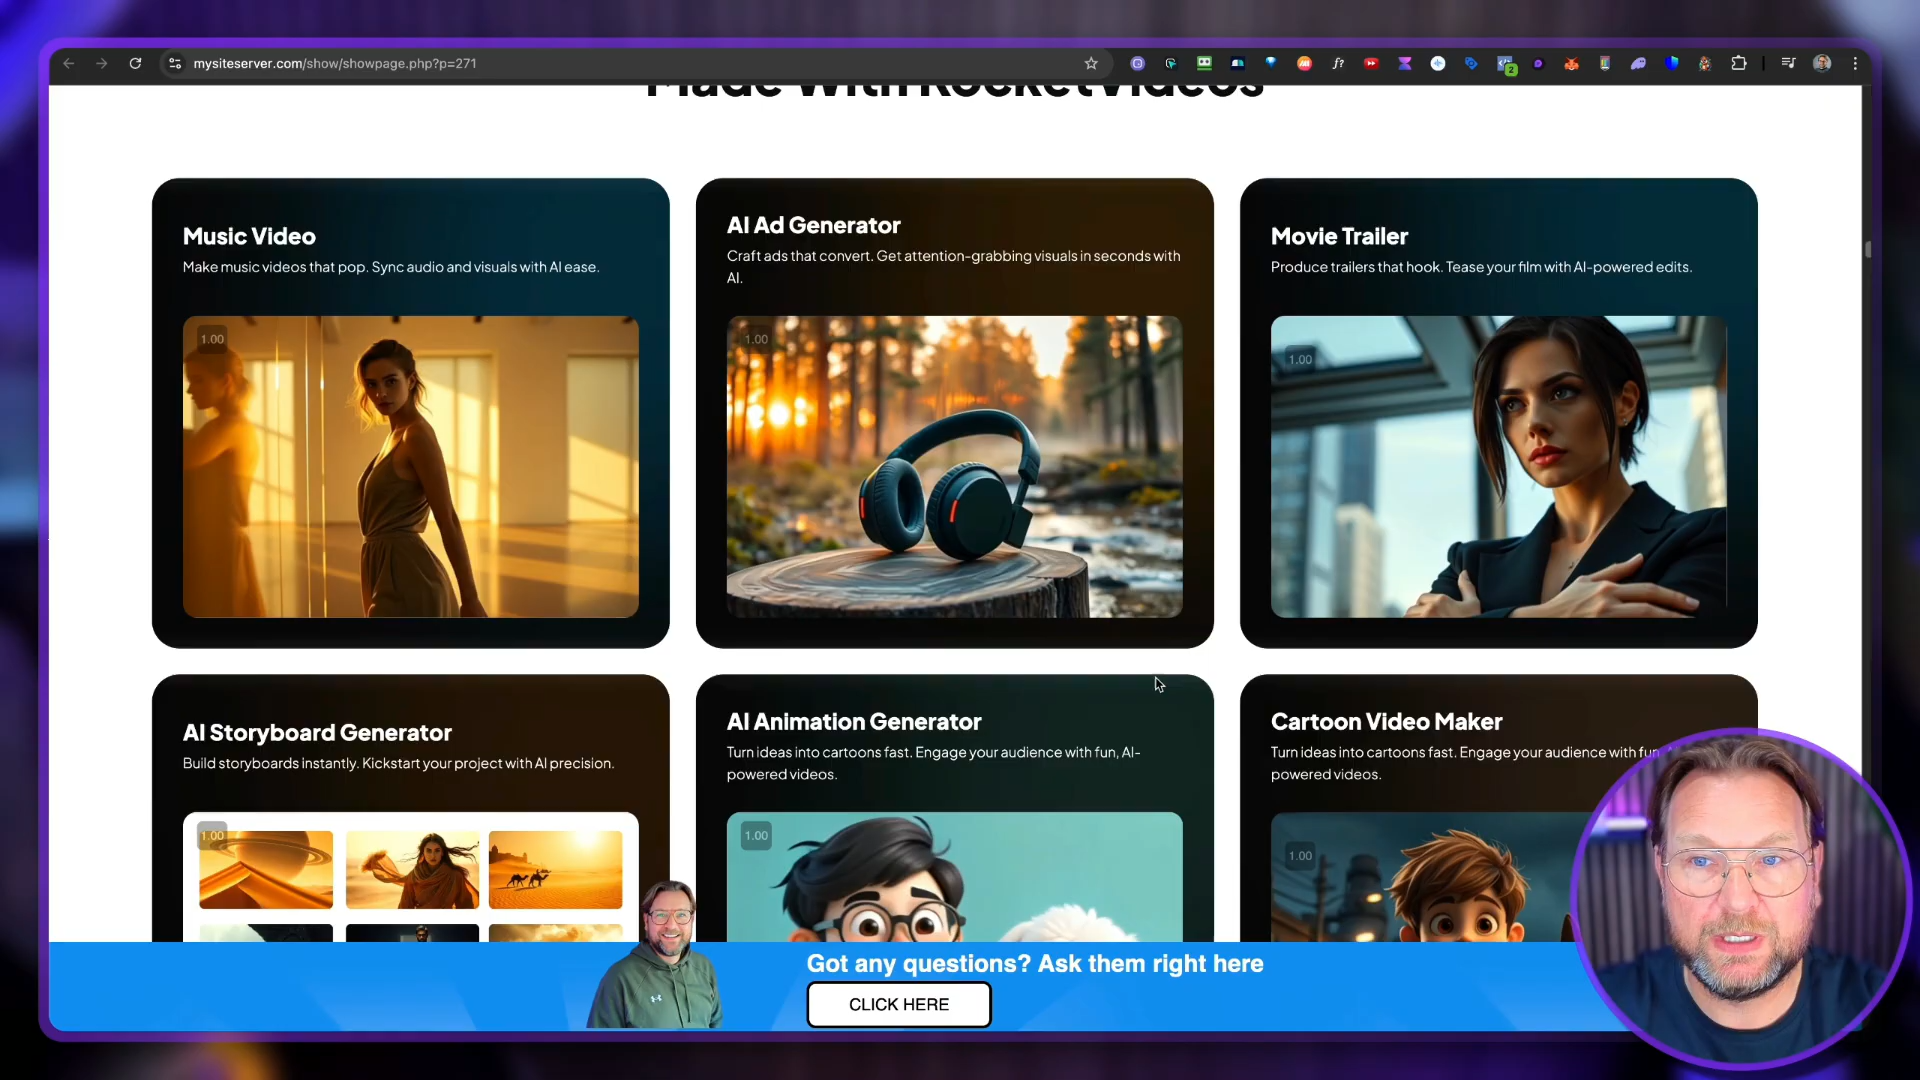 mysiteserver.com/show/showpage.php?p=271
Made With RocketVideos
Music Video
Make music videos that pop. Sync audio and visuals with AI ease.
1.00
AI Ad Generator
Craft ads that convert. Get attention-grabbing visuals in seconds with
AI.
1.00
Movie Trailer
Produce trailers that hook. Tease your film with AI-powered edits.
1.00
AI Storyboard Generator
Build storyboards instantly. Kickstart your project with AI precision.
1.00
AI Animation Generator
Turn ideas into cartoons fast. Engage your audience with fun, AI-
powered videos.
1.00
Cartoon Video Maker
Turn ideas into cartoons fast. Engage your audience with fun,
powered videos.
1.00
Got any questions? Ask them right here
CLICK HERE
f?
2